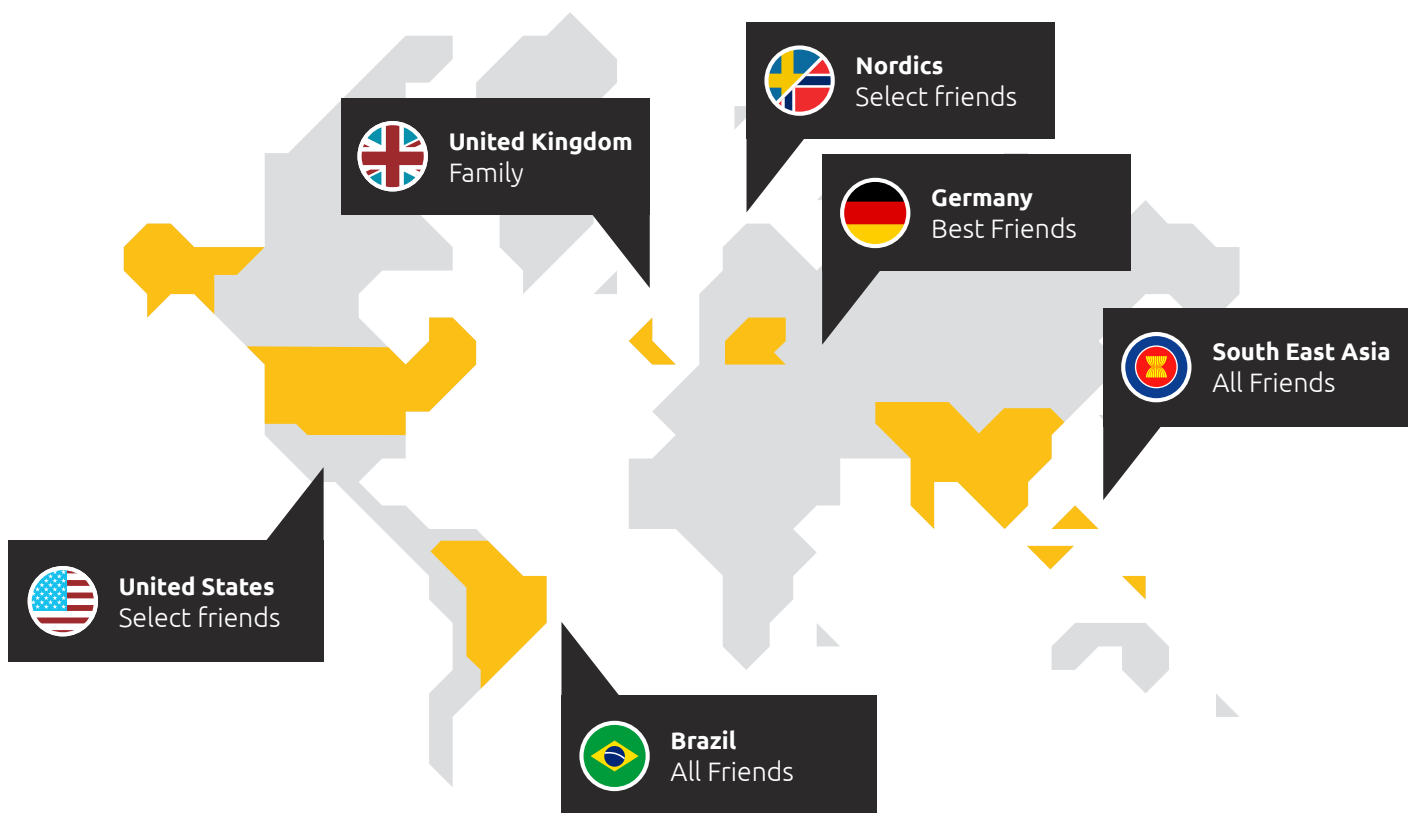 Nordics
Select friends
United Kingdom
Family
Germany
Best Friends
South East Asia
All Friends
United States
Select friends
Brazil
All Friends